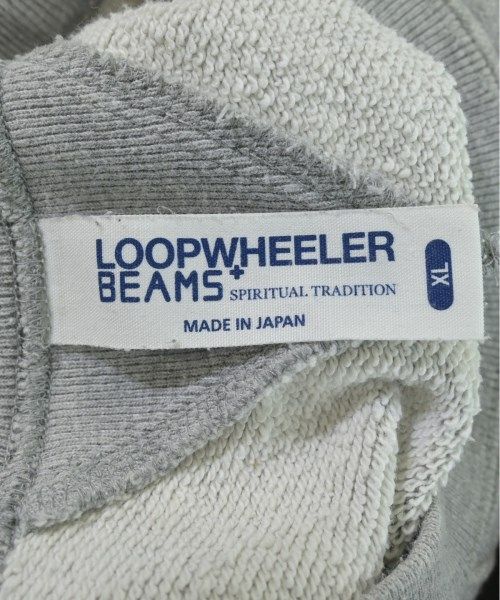 LOOPWHEELER
BEAMS+ SPIRITUAL TRADITION
XL
MADE IN JAPAN